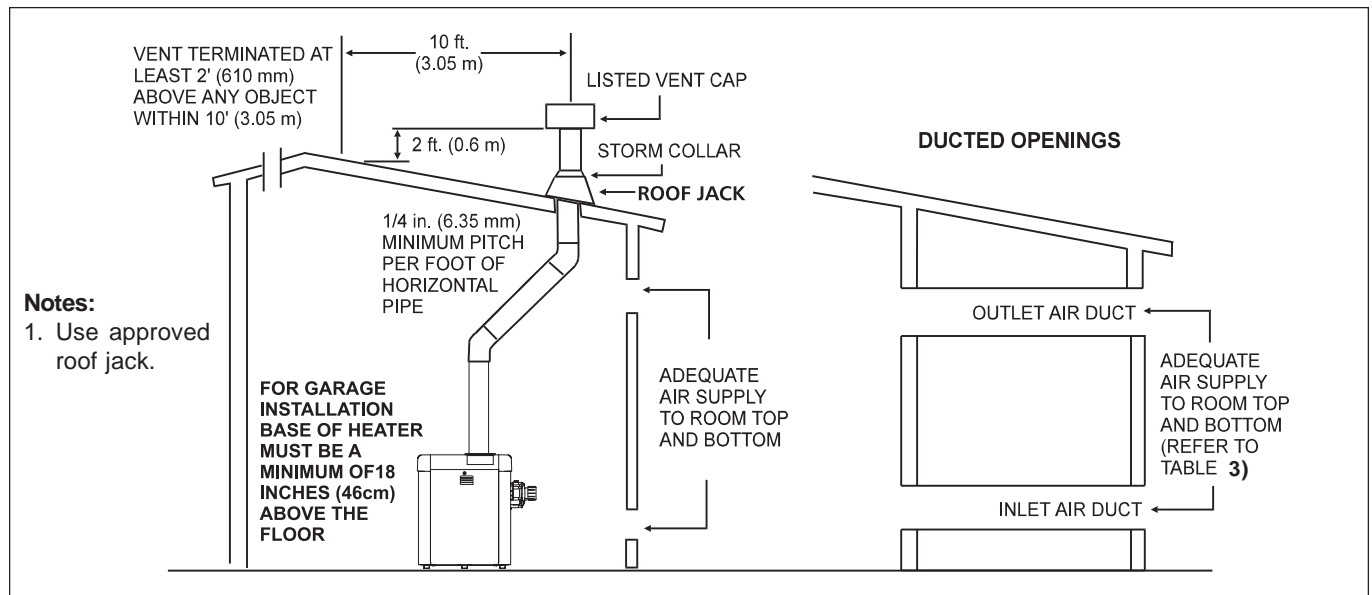 VENT TERMINATED AT
LEAST 2' (610 mm)
ABOVE ANY OBJECT
WITHIN 10' (3.05 m)
10 ft.
(3.05 m)
LISTED VENT CAP
2 ft. (0.6 m)
STORM COLLAR
ROOF JACK
1/4 in. (6.35 mm)
MINIMUM PITCH
PER FOOT OF
HORIZONTAL
PIPE
Notes:
1. Use approved
roof jack.
FOR GARAGE
INSTALLATION
BASE OF HEATER
MUST BE A
MINIMUM OF18
INCHES (46cm)
ABOVE THE
FLOOR
ADEQUATE
AIR SUPPLY
TO ROOM TOP
AND BOTTOM
DUCTED OPENINGS
OUTLET AIR DUCT
ADEQUATE
AIR SUPPLY
TO ROOM TOP
AND BOTTOM
(REFER TO
TABLE 3)
INLET AIR DUCT